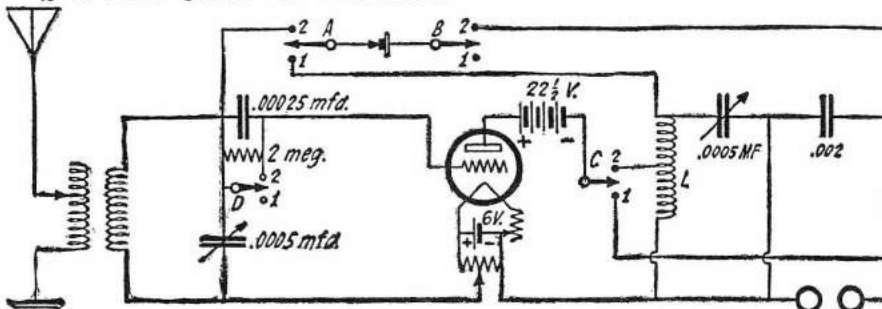 2 A B 2
1 1
.00025 mfd.
22½ V.
+ -
2 meg.
C 2
.0005 MF
.002
2
D 1
1
L
6V.
+ -
.0005 mfd.